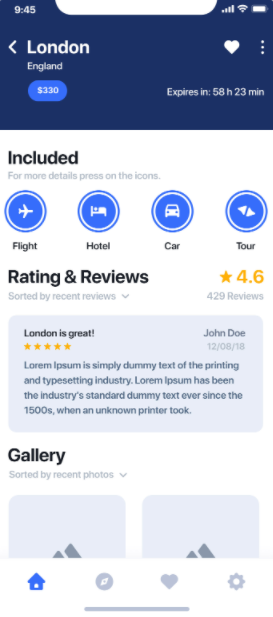 9:45
London
England
$330
Expires in: 58 h 23 min
Included
For more details press on the icons.
Flight
Hotel
Car
Tour
Rating & Reviews
4.6
Sorted by recent reviews
429 Reviews
London is great!
John Doe
12/08/18
Lorem Ipsum is simply dummy text of the printing
and typesetting industry. Lorem Ipsum has been
the industry's standard dummy text ever since the
1500s, when an unknown printer took.
Gallery
Sorted by recent photos